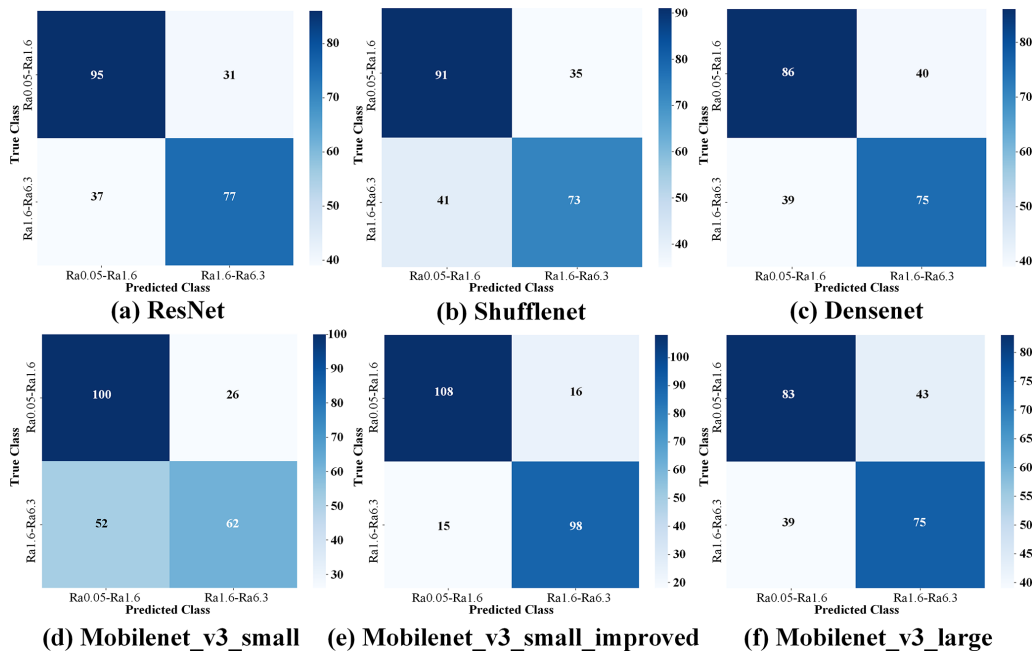 True Class
Ra0.05-Ra1.6
Ra1.6-Ra6.3
95
31
37
77
Ra0.05-Ra1.6
Ra1.6-Ra6.3
Predicted Class
80
70
60
50
40
(a) ResNet
True Class
Ra0.05-Ra1.6
Ra1.6-Ra6.3
91
35
41
73
Ra0.05-Ra1.6
Ra1.6-Ra6.3
Predicted Class
90
80
70
60
50
40
(b) Shufflenet
True Class
Ra0.05-Ra1.6
Ra1.6-Ra6.3
86
40
39
75
Ra0.05-Ra1.6
Ra1.6-Ra6.3
Predicted Class
80
70
60
50
40
(c) Densenet
True Class
Ra0.05-Ra1.6
Ra1.6-Ra6.3
100
26
52
62
Ra0.05-Ra1.6
Ra1.6-Ra6.3
Predicted Class
100
90
80
70
60
50
40
30
(d) Mobilenet_v3_small
True Class
Ra0.05-Ra1.6
Ra1.6-Ra6.3
108
16
15
98
Ra0.05-Ra1.6
Ra1.6-Ra6.3
Predicted Class
100
90
80
70
60
50
40
30
20
(e) Mobilenet_v3_small_improved
True Class
Ra0.05-Ra1.6
Ra1.6-Ra6.3
83
43
39
75
Ra0.05-Ra1.6
Ra1.6-Ra6.3
Predicted Class
80
75
70
65
60
55
50
45
40
(f) Mobilenet_v3_large